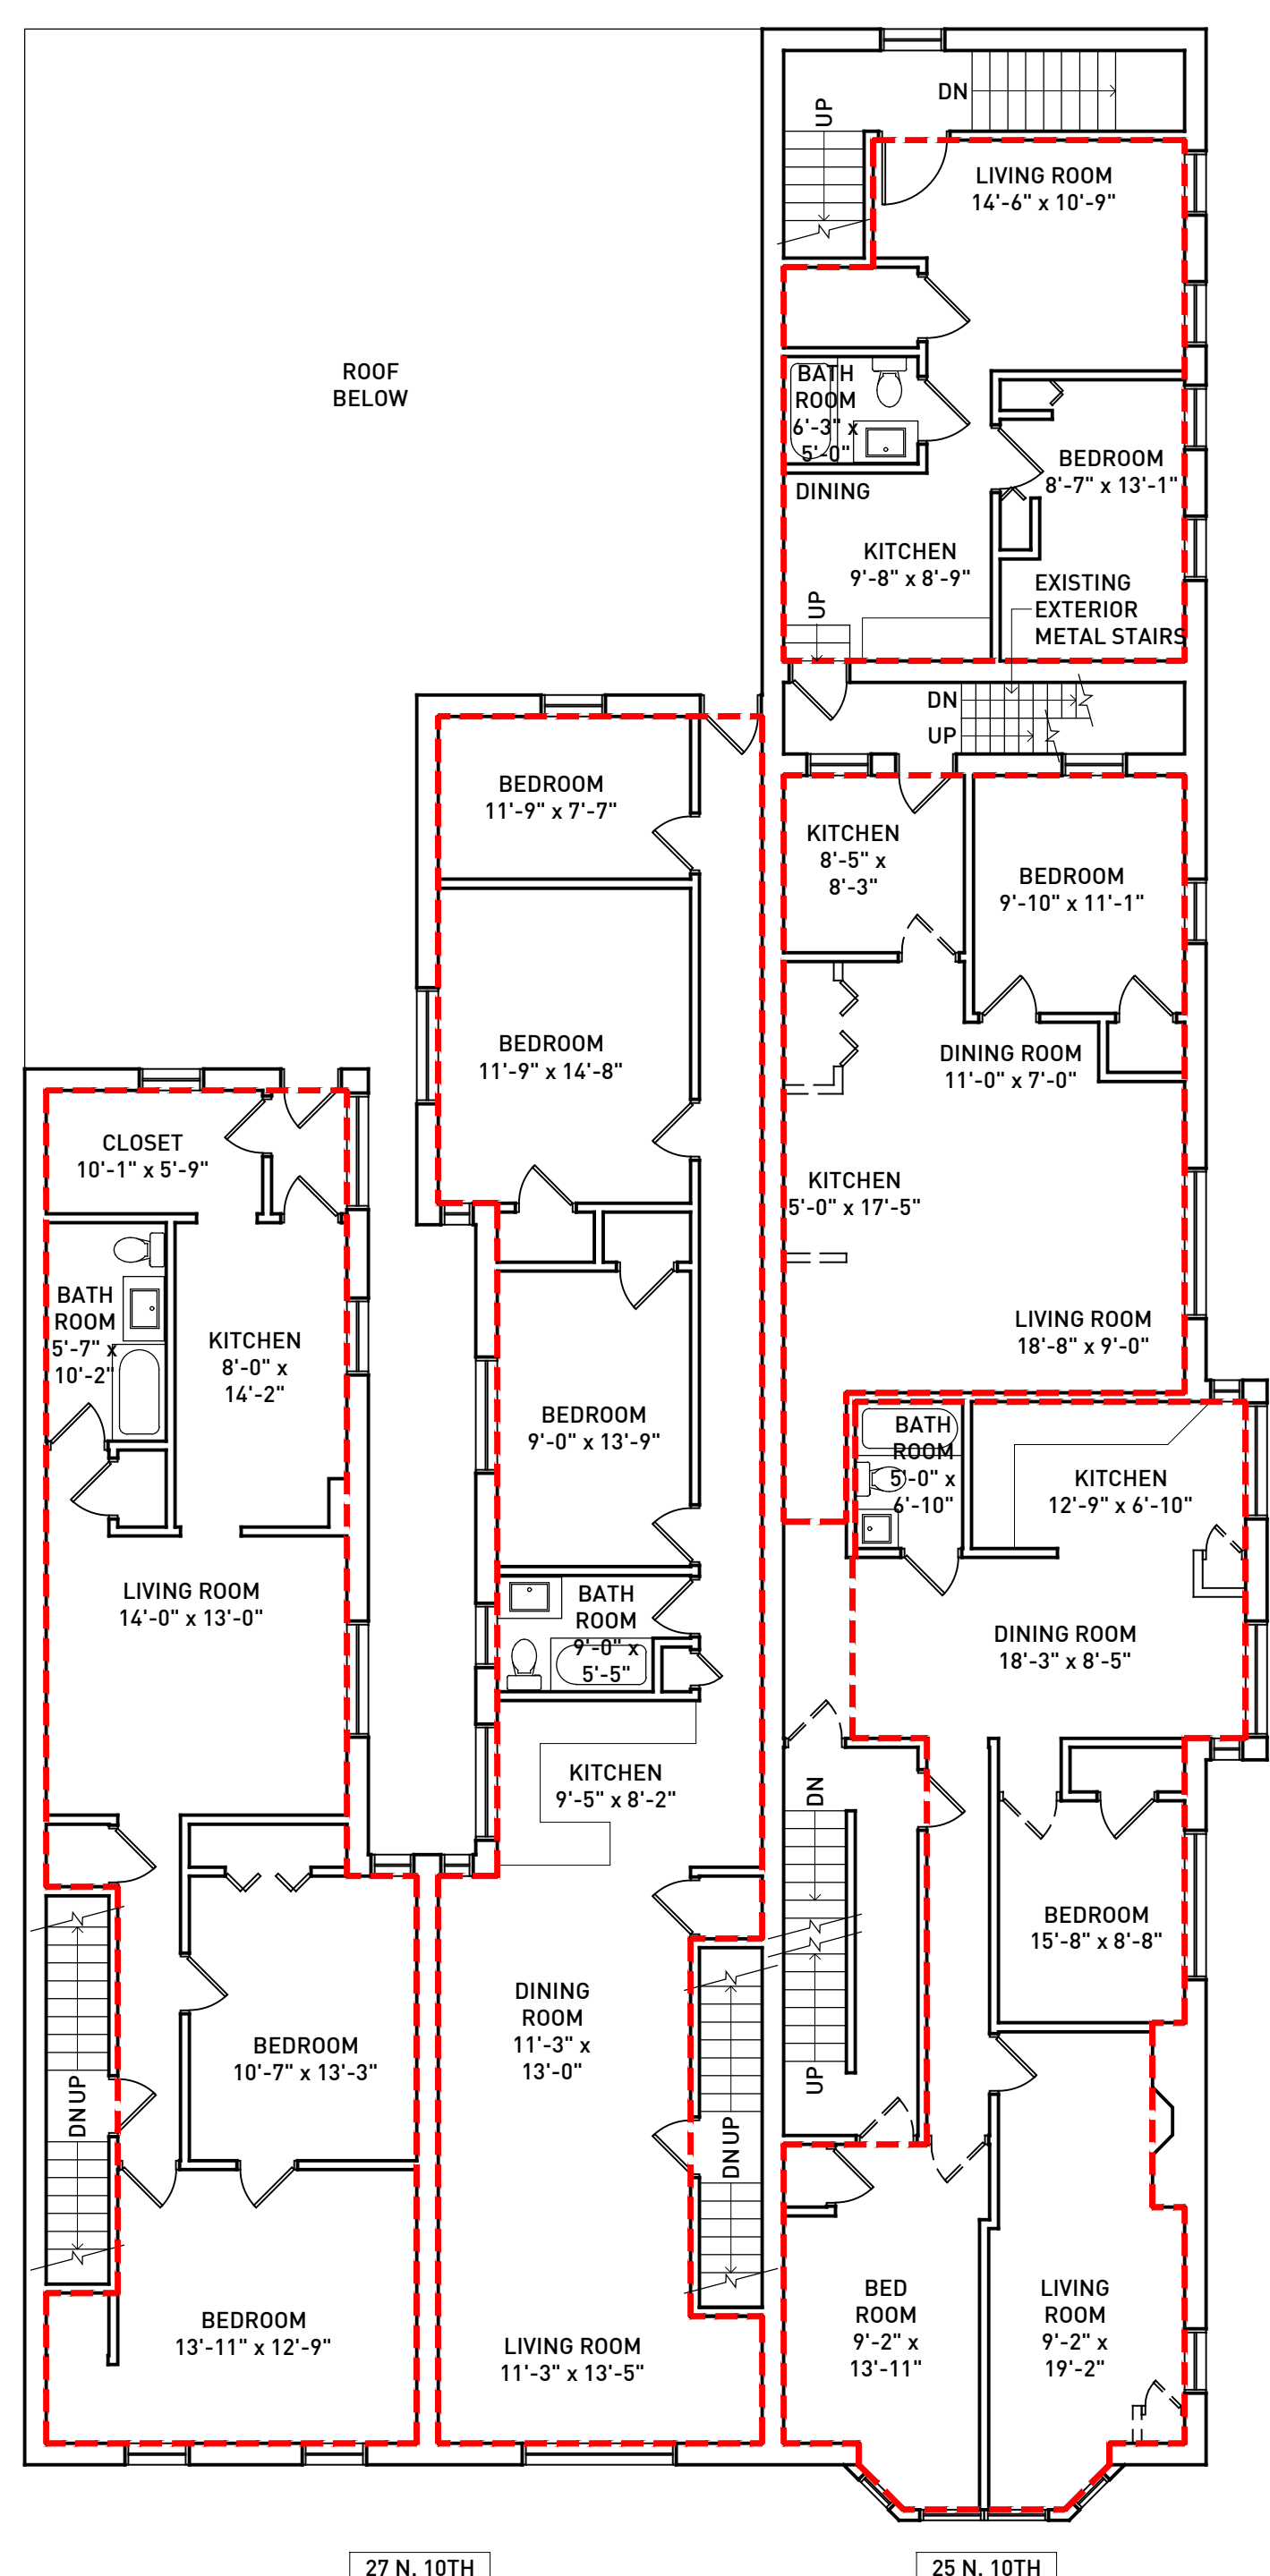 UP
DN
LIVING ROOM
14'-6" x 10'-9"
ROOF
BELOW
BATH
ROOM
6'-3" x
5'-0"
BEDROOM
8'-7" x 13'-1"
DINING
KITCHEN
9'-8" x 8'-9"
EXISTING
EXTERIOR
METAL STAIRS
UP
DN
UP
BEDROOM
11'-9" x 7'-7"
KITCHEN
8'-5" x
8'-3"
BEDROOM
9'-10" x 11'-1"
BEDROOM
11'-9" x 14'-8"
DINING ROOM
11'-0" x 7'-0"
CLOSET
10'-1" x 5'-9"
KITCHEN
5'-0" x 17'-5"
BATH
ROOM
5'-7" x
10'-2"
KITCHEN
8'-0" x
14'-2"
LIVING ROOM
18'-8" x 9'-0"
BEDROOM
9'-0" x 13'-9"
BATH
ROOM
5'-0" x
6'-10"
KITCHEN
12'-9" x 6'-10"
LIVING ROOM
14'-0" x 13'-0"
BATH
ROOM
9'-0" x
5'-5"
DINING ROOM
18'-3" x 8'-5"
KITCHEN
9'-5" x 8'-2"
DN
BEDROOM
15'-8" x 8'-8"
DINING
ROOM
11'-3" x
13'-0"
BEDROOM
10'-7" x 13'-3"
UP
DN UP
DN UP
BEDROOM
13'-11" x 12'-9"
LIVING ROOM
11'-3" x 13'-5"
BED
ROOM
9'-2" x
13'-11"
LIVING
ROOM
9'-2" x
19'-2"
27 N. 10TH
25 N. 10TH